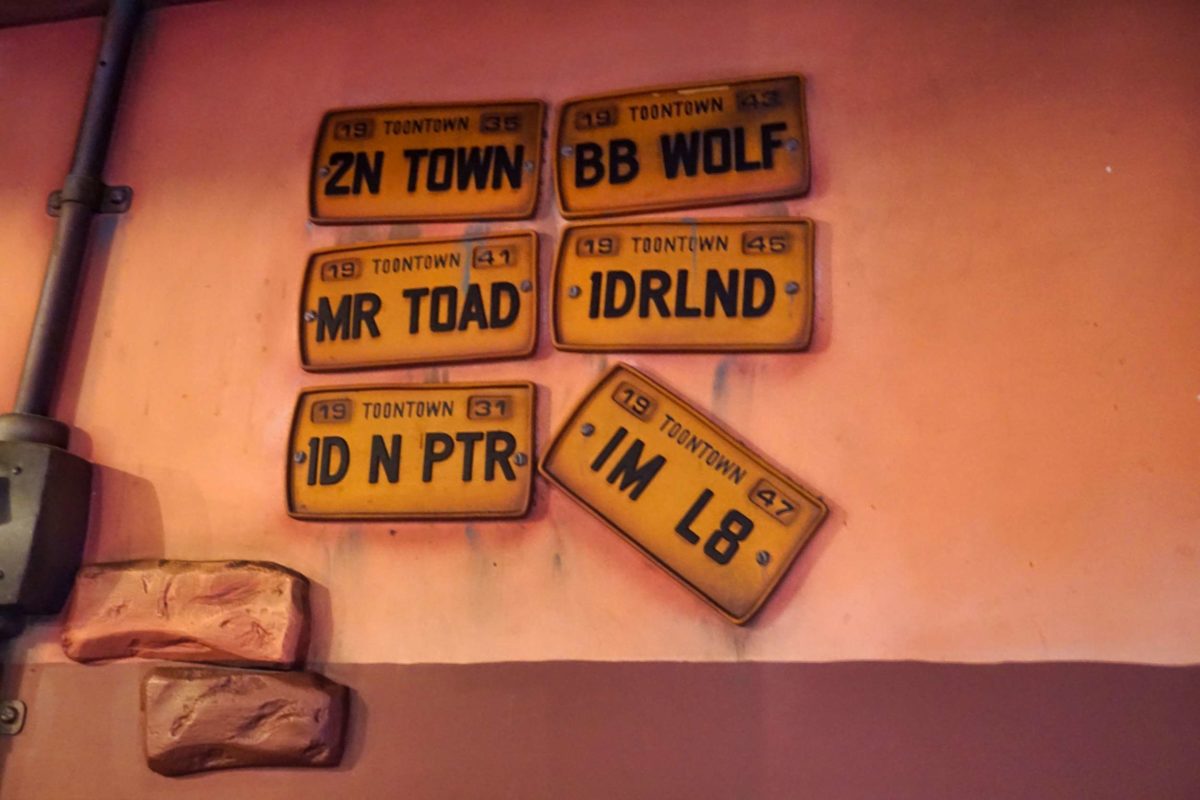 19 TOONTOWN 35
2N TOWN
19 TOONTOWN 43
BB WOLF
19 TOONTOWN 41
MR TOAD
19 TOONTOWN 45
1DRLND
19 TOONTOWN 31
1D N PTR
19 TOONTOWN 47
1M L8